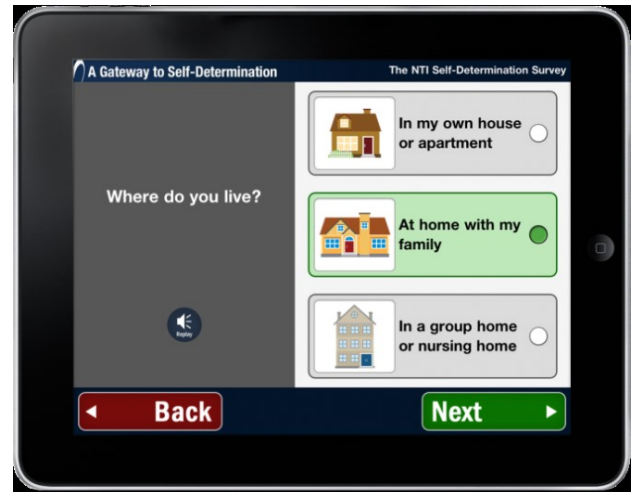 A Gateway to Self-Determination
The NTI Self-Determination Survey
Where do you live?
Replay
In my own house
or apartment
At home with my
family
In a group home
or nursing home
Back
Next